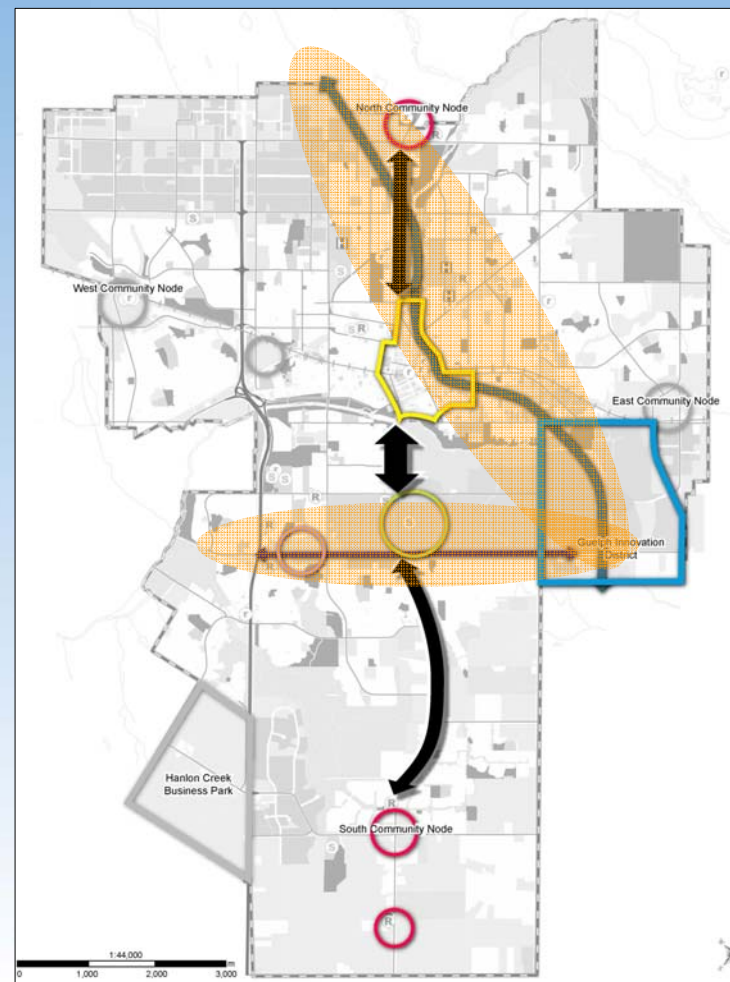 North Community Node
R
R
S
H
S
H
West Community Node
r
r
S R
r
East Community Node
r
S
S
R
S
R
R
Guelph Innovation
District
r
Hanlon Creek
Business Park
R
South Community Node
S
R
1:44,000
0 1,000 2,000 3,000 m